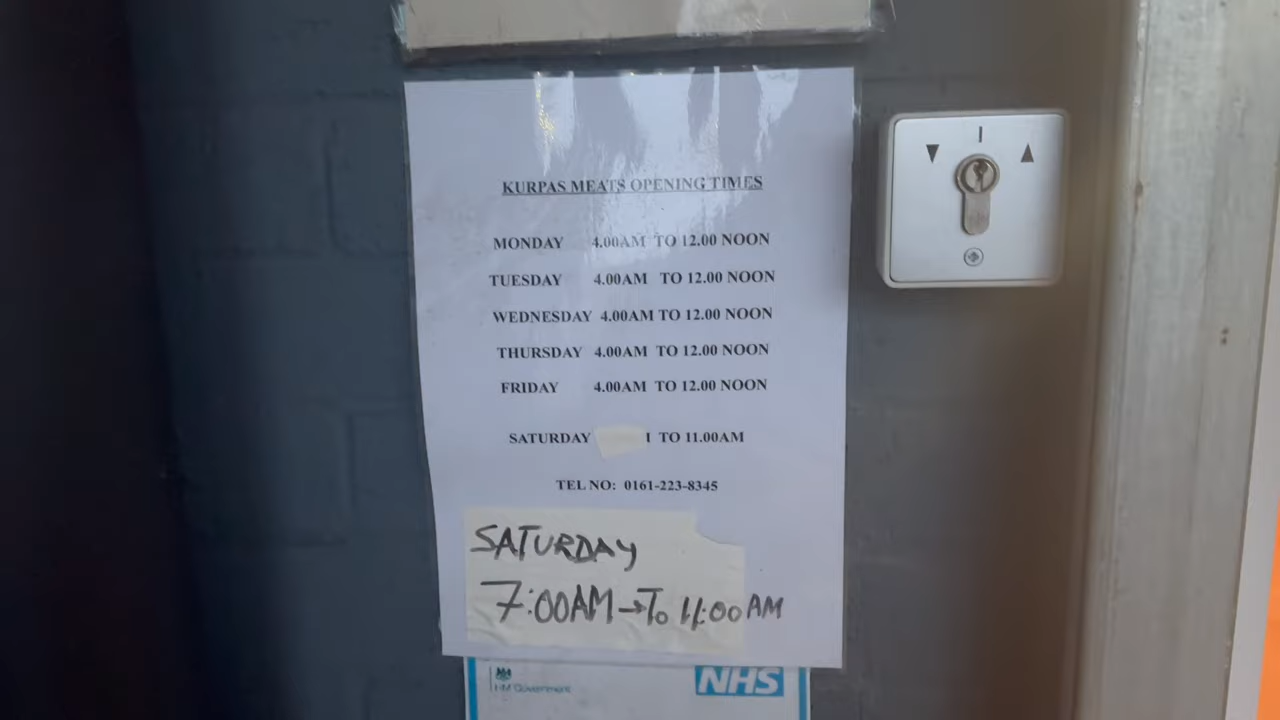 KURPAS MEATS OPENING TIMES
MONDAY 4.00AM TO 12.00 NOON
TUESDAY 4.00AM TO 12.00 NOON
WEDNESDAY 4.00AM TO 12.00 NOON
THURSDAY 4.00AM TO 12.00 NOON
FRIDAY 4.00AM TO 12.00 NOON
SATURDAY TO 11.00AM
TEL NO: 0161-223-8345
SATURDAY
7:00AM → TO 11:00 AM
HM Government
NHS